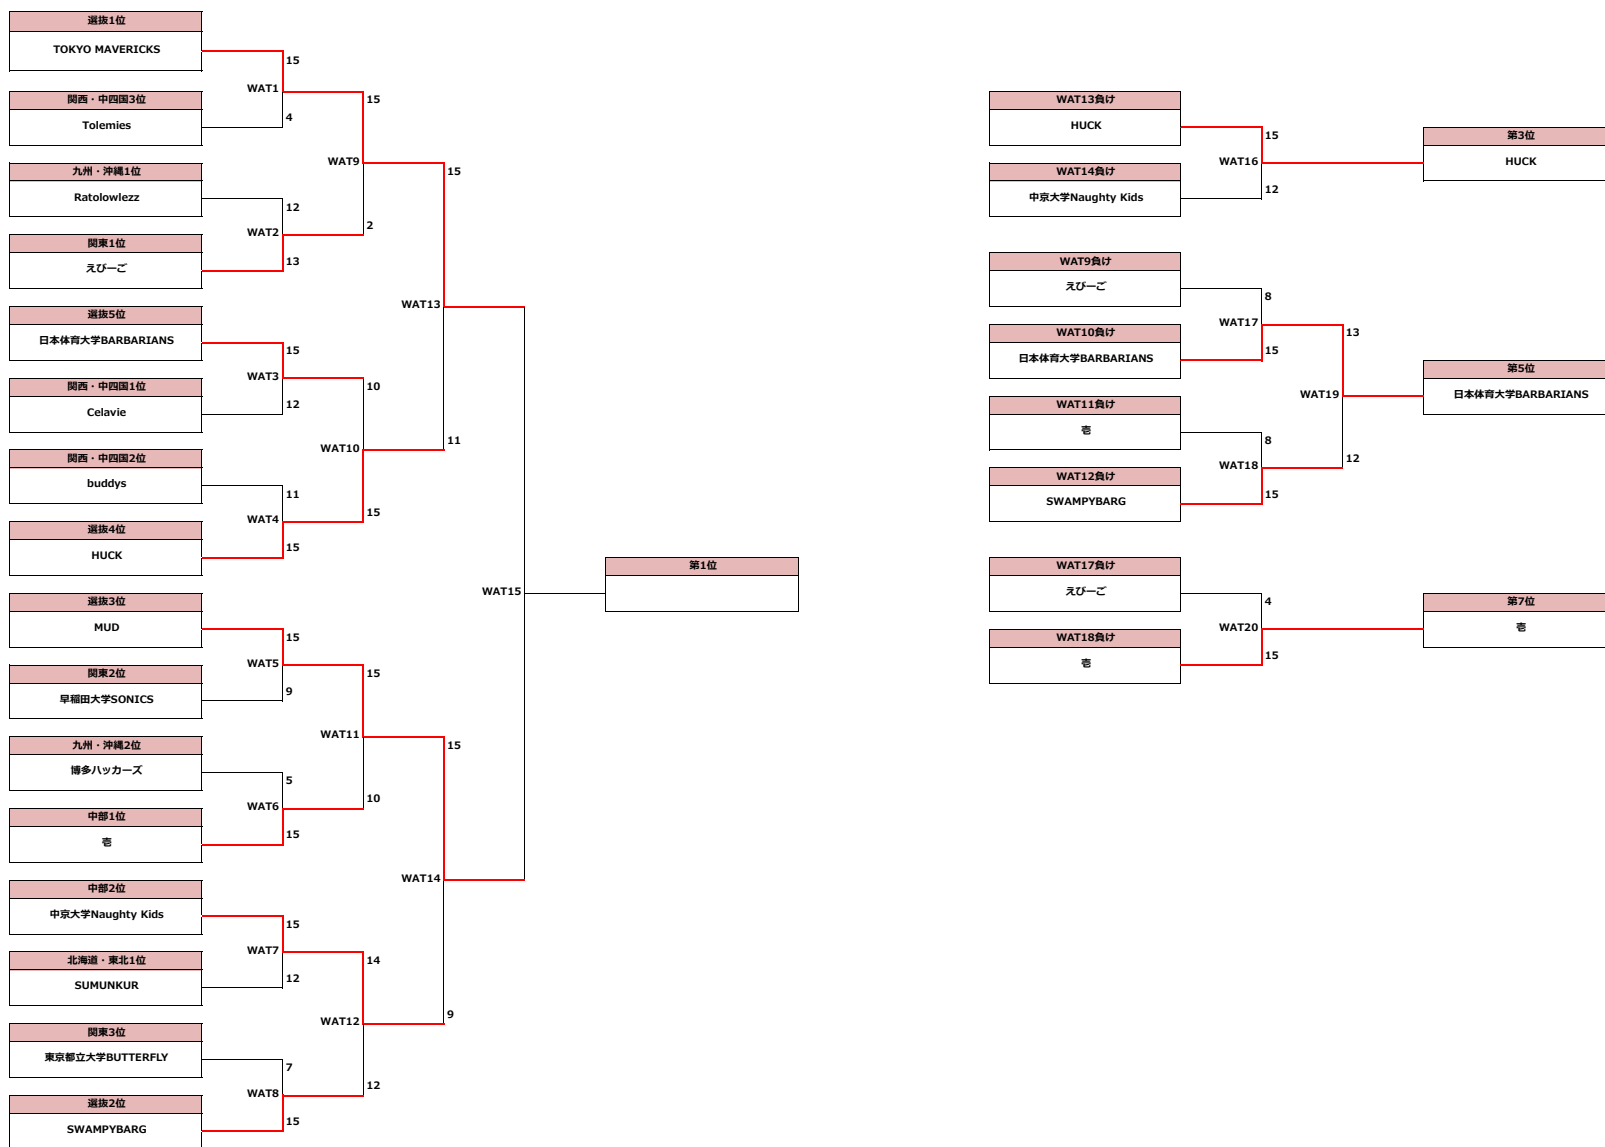 選抜1位
TOKYO MAVERICKS
15
WAT1
関西・中四国3位
Tolemies
4
15
WAT9
九州・沖縄1位
Ratolowlezz
12
WAT2
2
関東1位
えびーご
13
15
WAT13
選抜5位
日本体育大学BARBARIANS
15
WAT3
10
関西・中四国1位
Celavie
12
WAT10
11
関西・中四国2位
buddys
11
WAT4
15
選抜4位
HUCK
15
WAT15
第1位
選抜3位
MUD
15
WAT5
15
関東2位
早稲田大学SONICS
9
WAT11
15
九州・沖縄2位
博多ハッカーズ
5
WAT6
10
中部1位
壱
15
WAT14
中部2位
中京大学Naughty Kids
15
WAT7
14
北海道・東北1位
SUMUNKUR
12
WAT12
9
関東3位
東京都立大学BUTTERFLY
7
WAT8
12
選抜2位
SWAMPYBARG
15
WAT13負け
HUCK
15
WAT16
第3位
HUCK
WAT14負け
中京大学Naughty Kids
12
WAT9負け
えびーご
8
WAT17
13
WAT10負け
日本体育大学BARBARIANS
15
WAT19
第5位
日本体育大学BARBARIANS
WAT11負け
壱
8
WAT18
12
WAT12負け
SWAMPYBARG
15
WAT17負け
えびーご
4
WAT20
第7位
壱
WAT18負け
壱
15